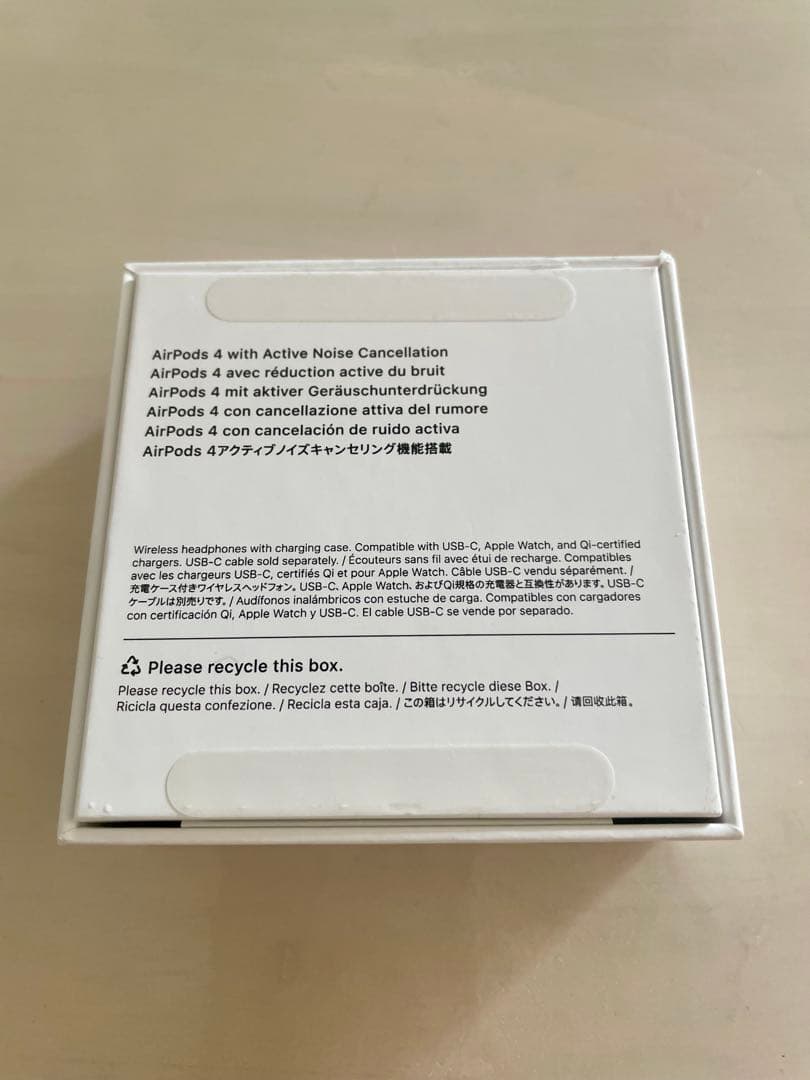 AirPods 4 with Active Noise Cancellation
AirPods 4 avec réduction active du bruit
AirPods 4 mit aktiver Geräuschunterdrückung
AirPods 4 con cancellazione attiva del rumore
AirPods 4 con cancelación de ruido activa
AirPods 4アクティブノイズキャンセリング機能搭載
Wireless headphones with charging case. Compatible with USB-C, Apple Watch, and Qi-certified
chargers. USB-C cable sold separately. / Écouteurs sans fil avec étui de recharge. Compatibles
avec les chargeurs USB-C, certifiés Qi et pour Apple Watch. Câble USB-C vendu séparément. /
充電ケース付きワイヤレスヘッドフォン。USB-C、Apple Watch、およびQi規格の充電器と互換性があります。USB-C
ケーブルは別売りです。/ Audífonos inalámbricos con estuche de carga. Compatibles con cargadores
con certificación Qi, Apple Watch y USB-C. El cable USB-C se vende por separado.
Please recycle this box.
Please recycle this box. / Recyclez cette boîte. / Bitte recycle diese Box. /
Ricicla questa confezione. / Recicla esta caja. / この箱はリサイクルしてください。/ 请回收此箱。